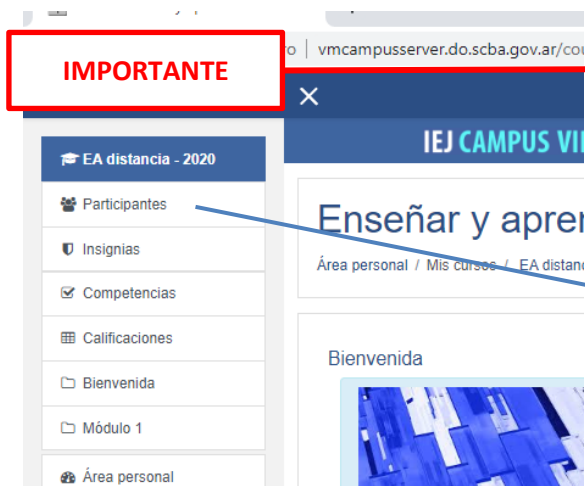 IMPORTANTE
vmcampusserver.do.scba.gov.ar/cou
IEJ CAMPUS VI
EA distancia - 2020
Participantes
Insignias
Competencias
Calificaciones
Bienvenida
Módulo 1
Área personal
Enseñar y apre
Área personal / Mis cursos / EA distanc
Bienvenida